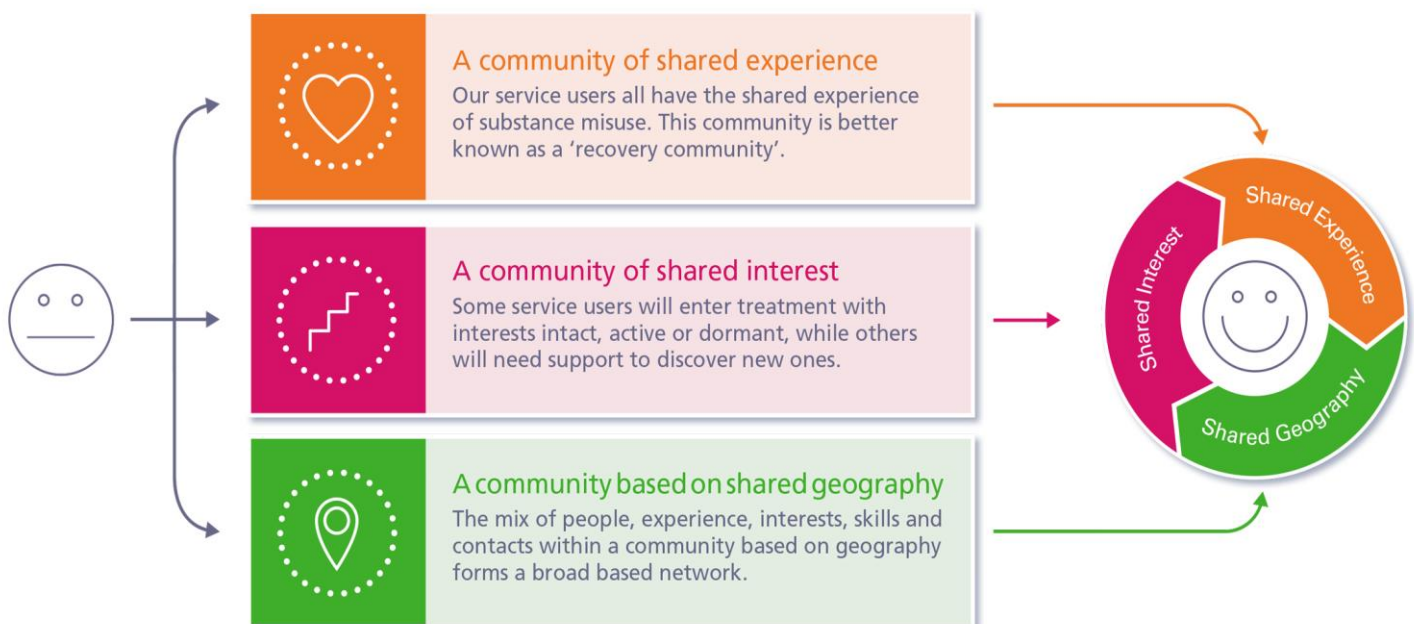 A community of shared experience
Our service users all have the shared experience
of substance misuse. This community is better
known as a ‘recovery community’.
A community of shared interest
Some service users will enter treatment with
interests intact, active or dormant, while others
will need support to discover new ones.
A community based on shared geography
The mix of people, experience, interests, skills and
contacts within a community based on geography
forms a broad based network.
Shared Experience
Shared Interest
Shared Geography